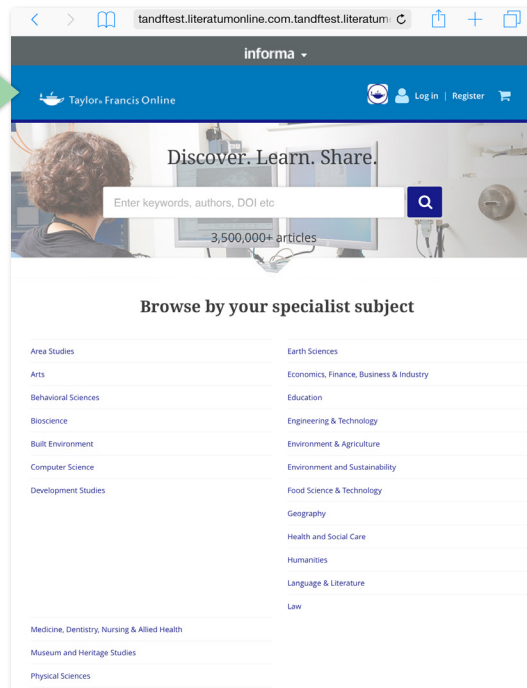 tandftest.literatumonline.com.tandftest.literatum
informa
Taylor & Francis Online
Log in | Register
Discover. Learn. Share.
Enter keywords, authors, DOI etc
3,500,000+ articles
Browse by your specialist subject
Area Studies
Arts
Behavioral Sciences
Bioscience
Built Environment
Computer Science
Development Studies
Earth Sciences
Economics, Finance, Business & Industry
Education
Engineering & Technology
Environment & Agriculture
Environment and Sustainability
Food Science & Technology
Geography
Health and Social Care
Humanities
Language & Literature
Law
Medicine, Dentistry, Nursing & Allied Health
Museum and Heritage Studies
Physical Sciences